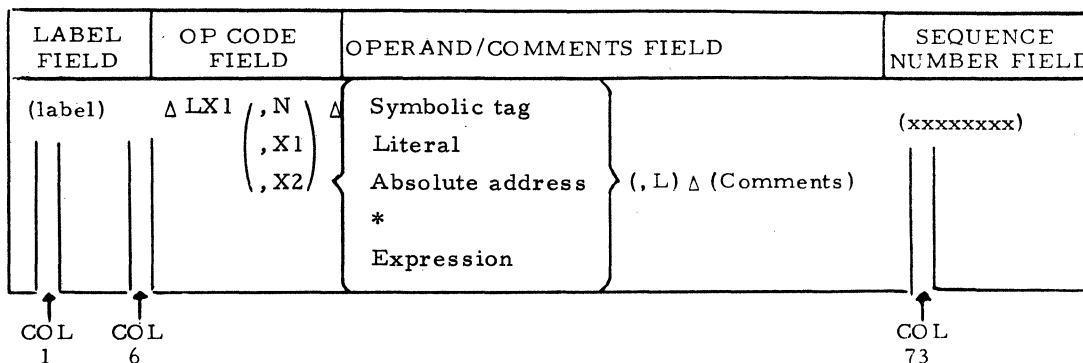 LABEL FIELD OP CODE FIELD OPERAND/COMMENTS FIELD SEQUENCE NUMBER FIELD
(label) Δ LX1 (, N Δ Symbolic tag (xxxxxxxx)
, X1 Literal
, X2) Absolute address (, L) Δ (Comments)
*
Expression
COL 1 COL 6 COL 73